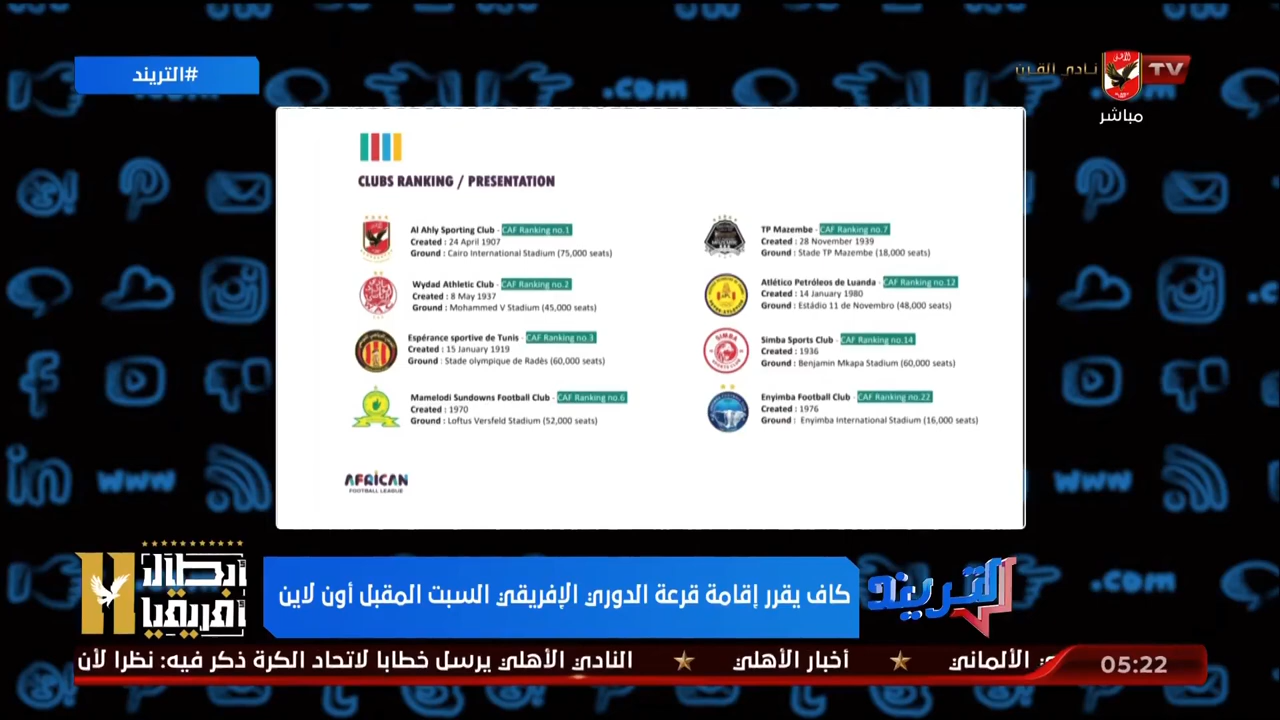 #التريند
نادي القرن
TV
مباشر
.com
CLUBS RANKING / PRESENTATION
Al Ahly Sporting Club - CAF Ranking no.1
Created : 24 April 1907
Ground : Cairo International Stadium (75,000 seats)
Wydad Athletic Club - CAF Ranking no.2
Created : 8 May 1937
Ground : Mohammed V Stadium (45,000 seats)
Espérance sportive de Tunis - CAF Ranking no.3
Created : 15 January 1919
Ground : Stade olympique de Radès (60,000 seats)
Mamelodi Sundowns Football Club - CAF Ranking no.6
Created : 1970
Ground : Loftus Versfeld Stadium (52,000 seats)
TP Mazembe - CAF Ranking no.7
Created : 28 November 1939
Ground : Stade TP Mazembe (18,000 seats)
Atlético Petróleos de Luanda - CAF Ranking no.12
Created : 14 January 1980
Ground : Estádio 11 de Novembro (48,000 seats)
Simba Sports Club - CAF Ranking no.14
Created : 1936
Ground : Benjamin Mkapa Stadium (60,000 seats)
Enyimba Football Club - CAF Ranking no.22
Created : 1976
Ground : Enyimba International Stadium (16,000 seats)
AFRICAN
FOOTBALL LEAGUE
www
www
.com
التريند
كاف يقرر إقامة قرعة الدوري الإفريقي السبت المقبل أون لاين
أبطال
أفريقيا
11
05:22
الألماني ★ أخبار الأهلي ★ النادي الأهلي يرسل خطابا لاتحاد الكرة ذكر فيه: نظرا لأن